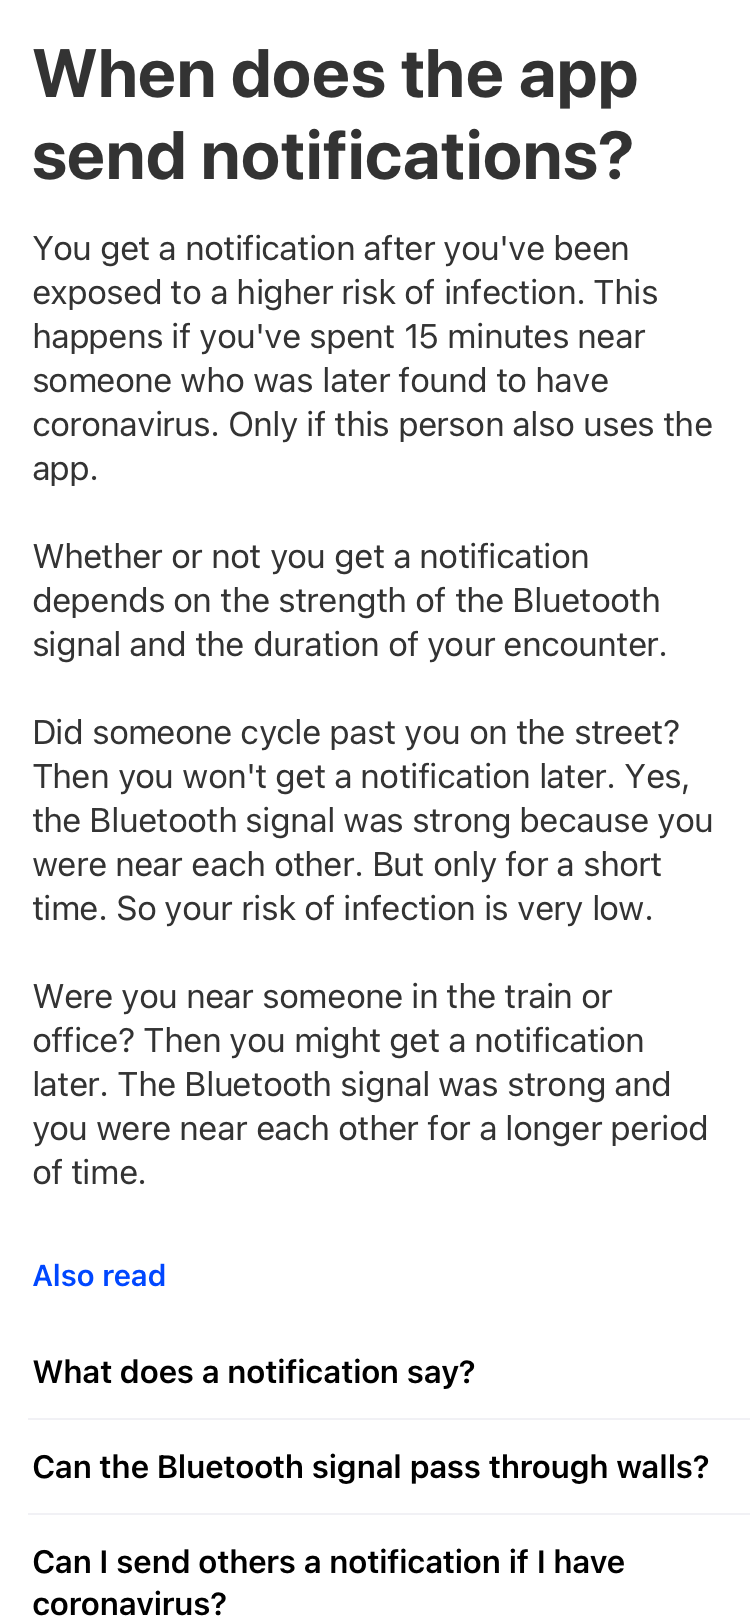 When does the app
send notifications?
You get a notification after you've been
exposed to a higher risk of infection. This
happens if you've spent 15 minutes near
someone who was later found to have
coronavirus. Only if this person also uses the
app.
Whether or not you get a notification
depends on the strength of the Bluetooth
signal and the duration of your encounter.
Did someone cycle past you on the street?
Then you won't get a notification later. Yes,
the Bluetooth signal was strong because you
were near each other. But only for a short
time. So your risk of infection is very low.
Were you near someone in the train or
office? Then you might get a notification
later. The Bluetooth signal was strong and
you were near each other for a longer period
of time.
Also read
What does a notification say?
Can the Bluetooth signal pass through walls?
Can I send others a notification if I have
coronavirus?